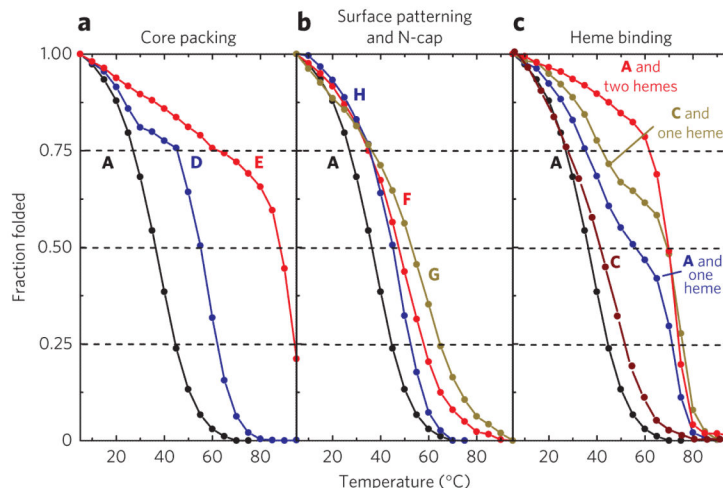 a
Core packing
b
Surface patterning
and N-cap
c
Heme binding
Fraction folded
1.00
0.75
0.50
0.25
0
A
D
E
H
A
F
G
A and
two hemes
C and
one heme
A
C
A and
one
heme
20 40 60 80
20 40 60 80
20 40 60 80
Temperature (°C)